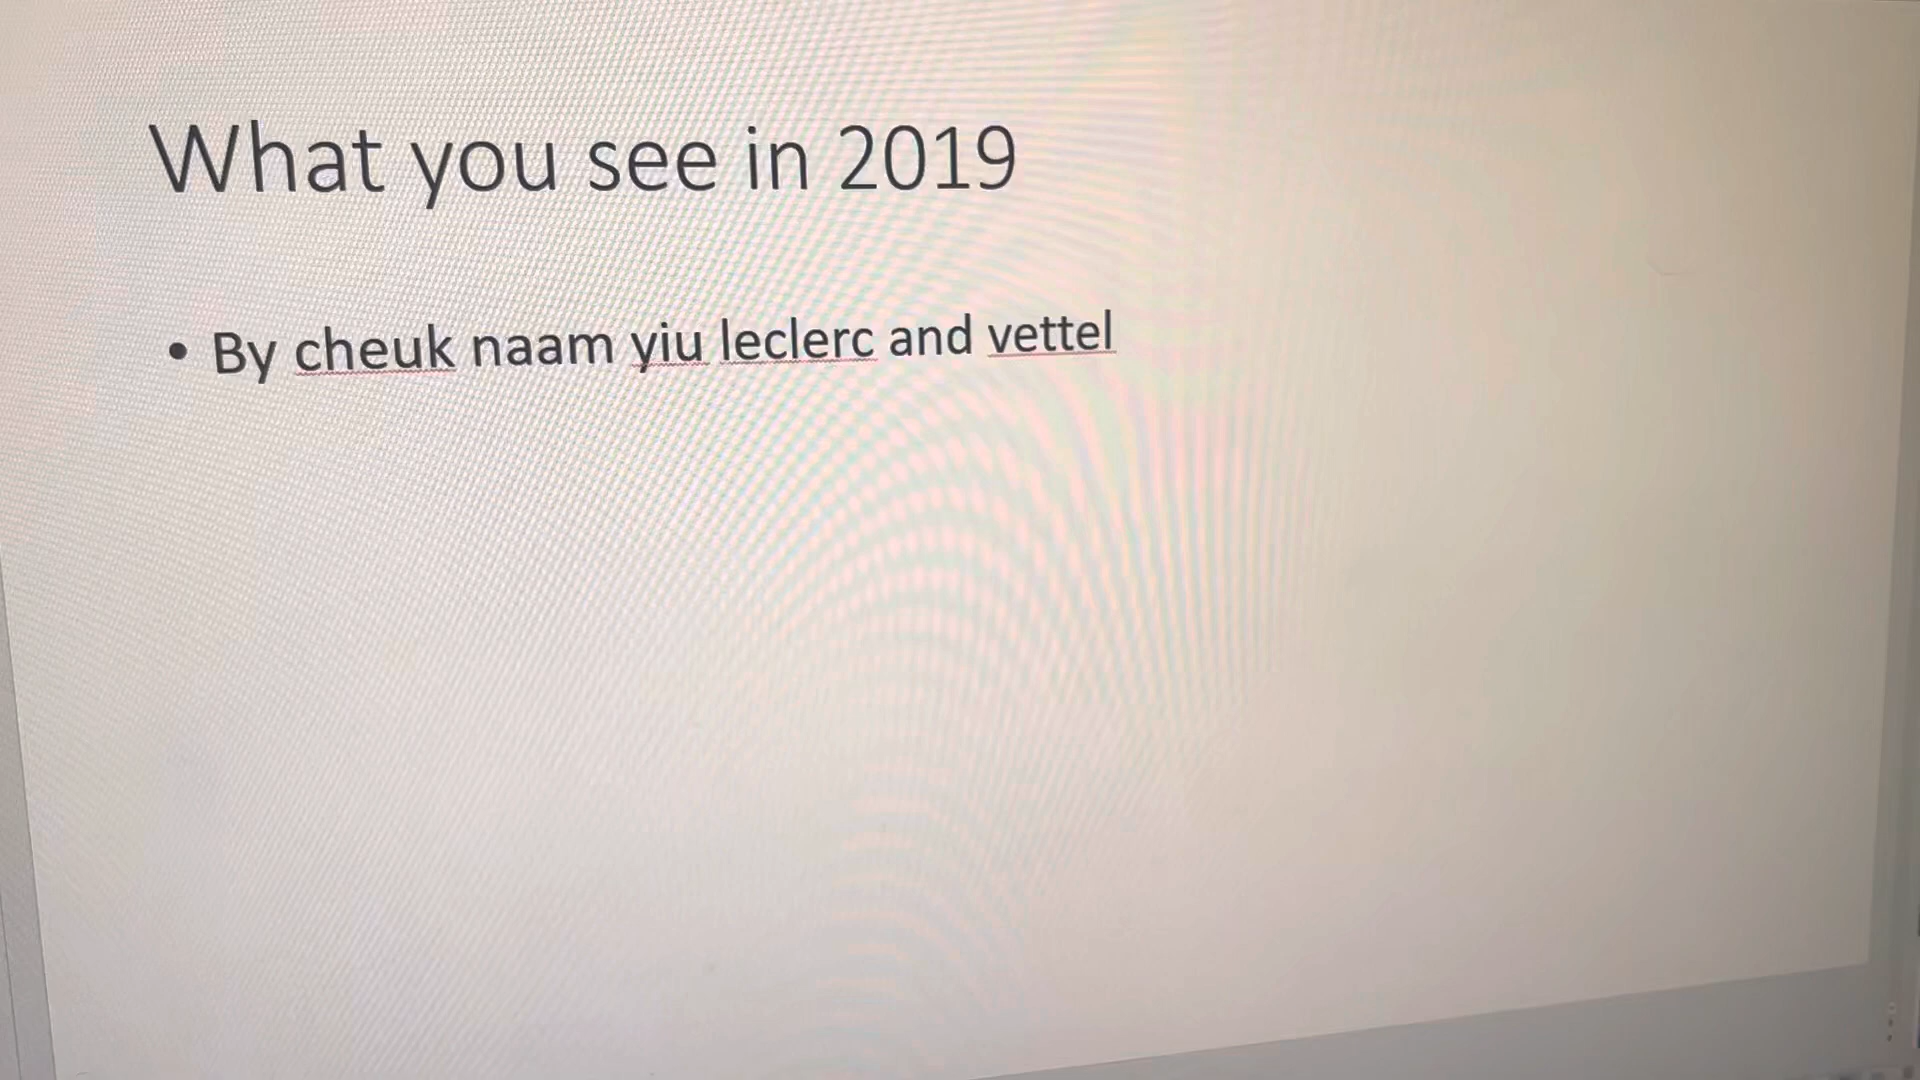 What you see in 2019
• By cheuk naam yiu leclerc and vettel